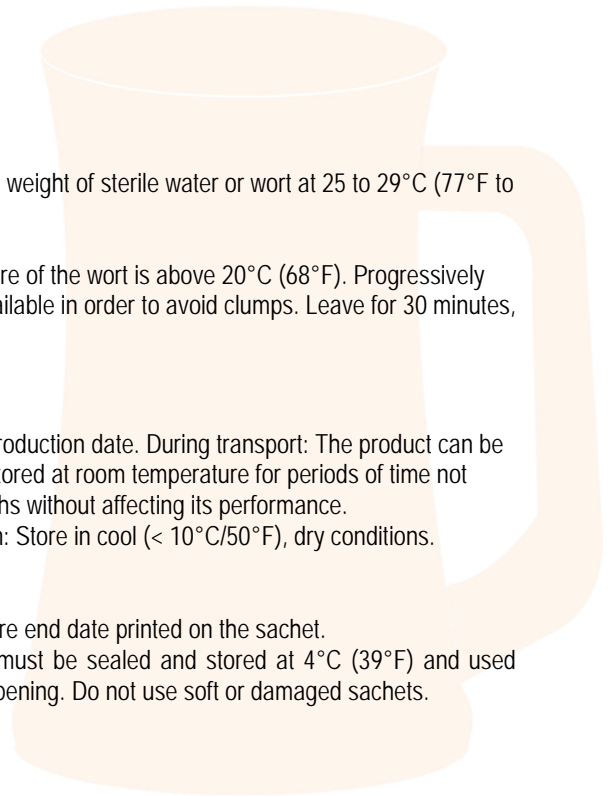 weight of sterile water or wort at 25 to 29°C (77°F to
re of the wort is above 20°C (68°F). Progressively
ailable in order to avoid clumps. Leave for 30 minutes,
roduction date. During transport: The product can be
tored at room temperature for periods of time not
hs without affecting its performance.
n: Store in cool (< 10°C/50°F), dry conditions.
re end date printed on the sachet.
must be sealed and stored at 4°C (39°F) and used
pening. Do not use soft or damaged sachets.